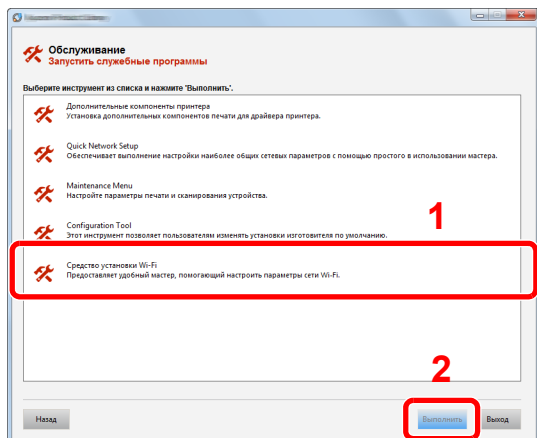 Обслуживание
Запустить служебные программы
Выберите инструмент из списка и нажмите 'Выполнить'.
Дополнительные компоненты принтера
Установка дополнительных компонентов печати для драйвера принтера.
Quick Network Setup
Обеспечивает выполнение настройки наиболее общих сетевых параметров с помощью простого в использовании мастера.
Maintenance Menu
Настройте параметры печати и сканирования устройства.
1
Configuration Tool
Этот инструмент позволяет пользователям изменять установки изготовителя по умолчанию.
Средство установки Wi-Fi
Предоставляет удобный мастер, помогающий настроить параметры сети Wi-Fi.
2
Назад
Выполнить
Выход